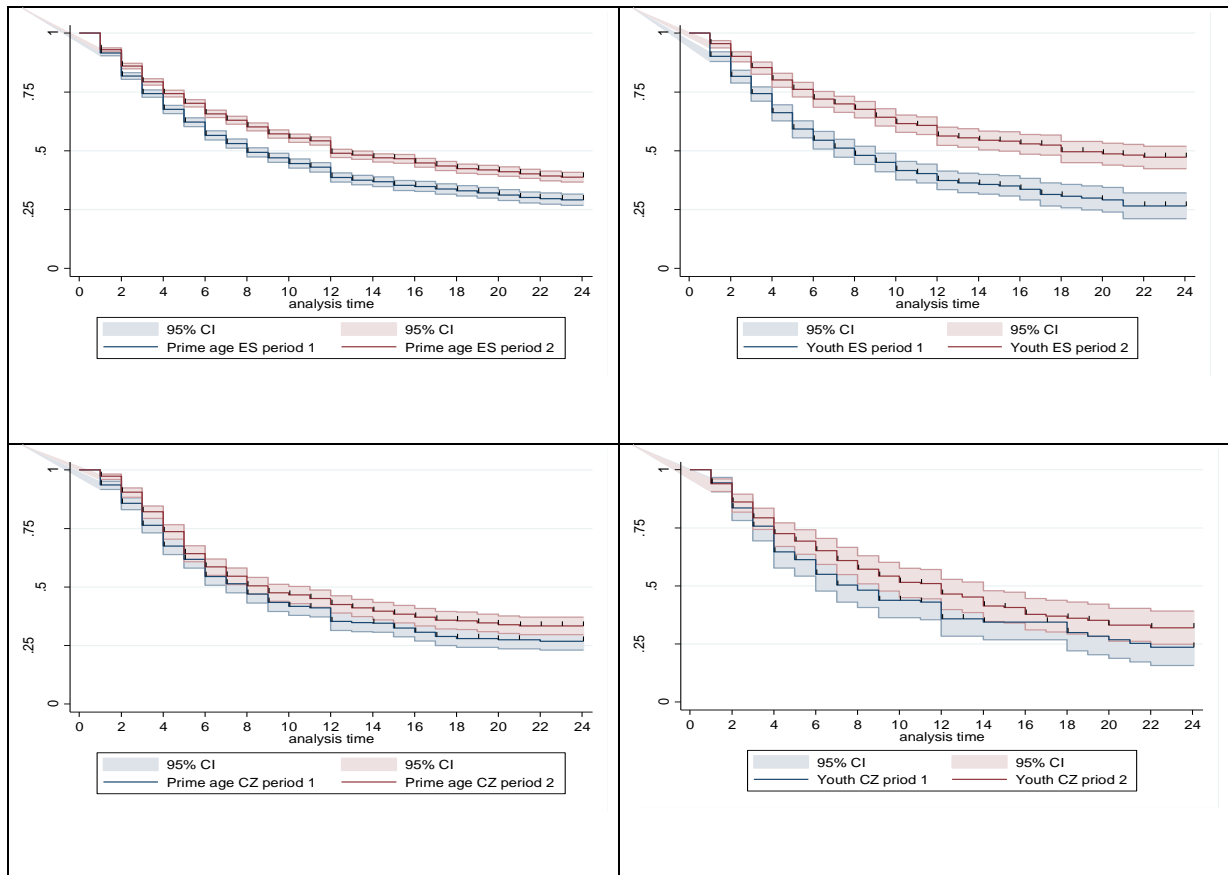 1
.75
.5
.25
0
0 2 4 6 8 10 12 14 16 18 20 22 24
analysis time
95% CI 95% CI
Prime age ES period 1 Prime age ES period 2
1
.75
.5
.25
0
0 2 4 6 8 10 12 14 16 18 20 22 24
analysis time
95% CI 95% CI
Youth ES period 1 Youth ES period 2
1
.75
.5
.25
0
0 2 4 6 8 10 12 14 16 18 20 22 24
analysis time
95% CI 95% CI
Prime age CZ period 1 Prime age CZ period 2
1
.75
.5
.25
0
0 2 4 6 8 10 12 14 16 18 20 22 24
analysis time
95% CI 95% CI
Youth CZ priod 1 Youth CZ priod 2